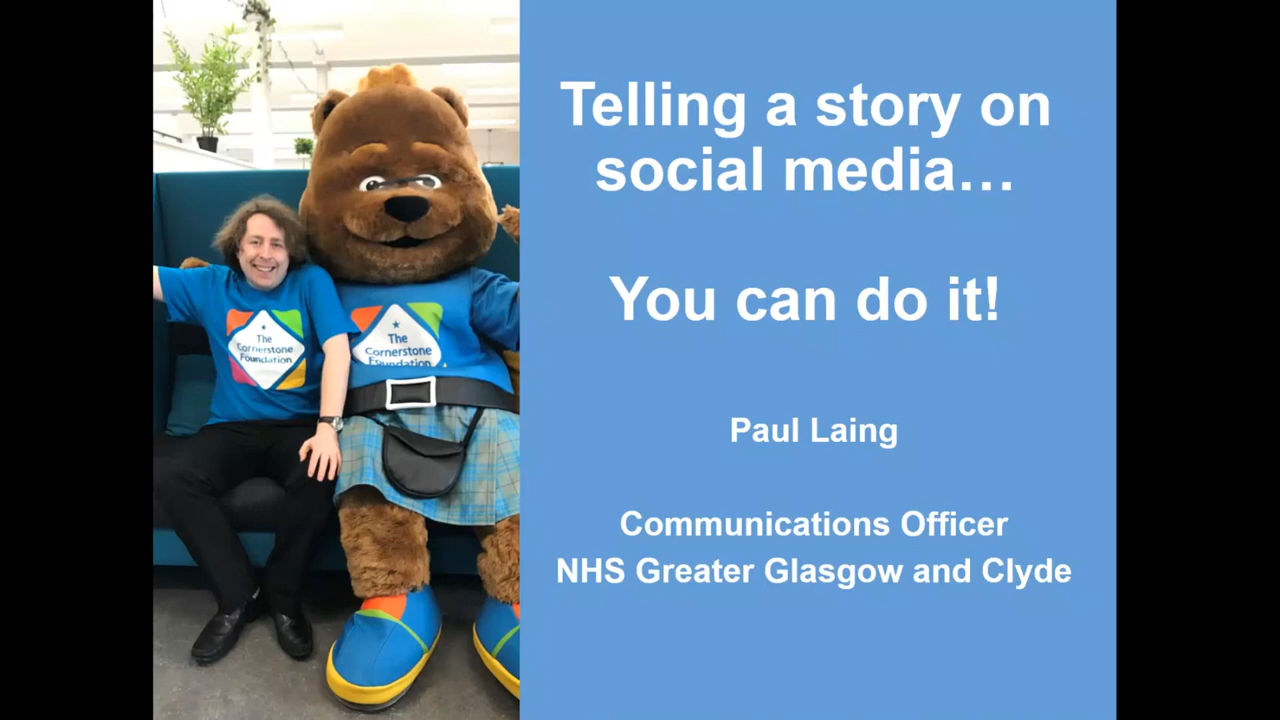 Telling a story on
social media…
You can do it!
Paul Laing
Communications Officer
NHS Greater Glasgow and Clyde
The
Cornerstone
Foundation
The
Cornerstone
Foundation